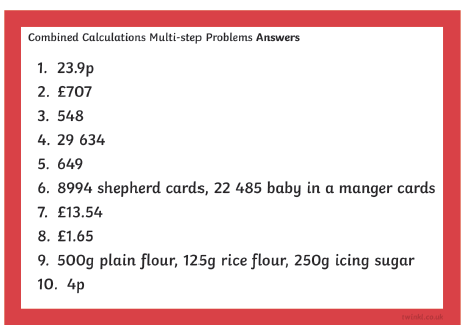 Combined Calculations Multi-step Problems Answers
1. 23.9p
2. £707
3. 548
4. 29 634
5. 649
6. 8994 shepherd cards, 22 485 baby in a manger cards
7. £13.54
8. £1.65
9. 500g plain flour, 125g rice flour, 250g icing sugar
10. 4p